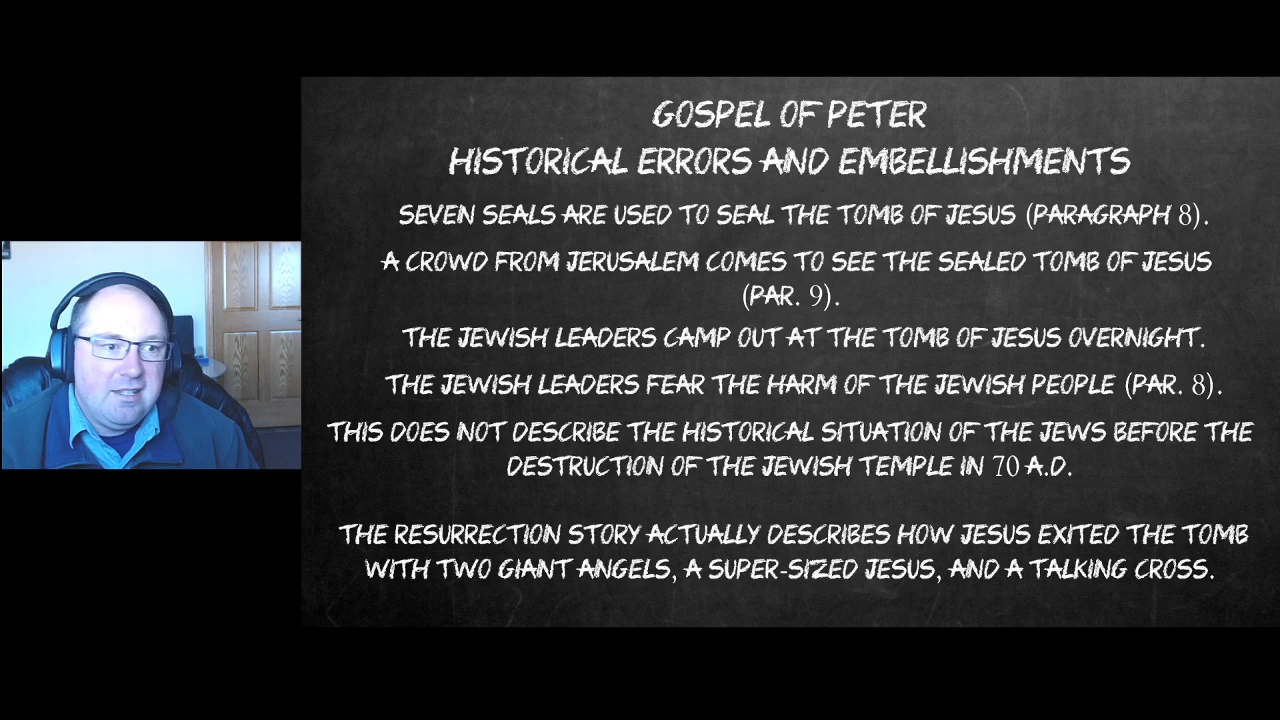 GOSPEL OF PETER
HISTORICAL ERRORS AND EMBELLISHMENTS
SEVEN SEALS ARE USED TO SEAL THE TOMB OF JESUS (PARAGRAPH 8).
A CROWD FROM JERUSALEM COMES TO SEE THE SEALED TOMB OF JESUS
(PAR. 9).
THE JEWISH LEADERS CAMP OUT AT THE TOMB OF JESUS OVERNIGHT.
THE JEWISH LEADERS FEAR THE HARM OF THE JEWISH PEOPLE (PAR. 8).
THIS DOES NOT DESCRIBE THE HISTORICAL SITUATION OF THE JEWS BEFORE THE
DESTRUCTION OF THE JEWISH TEMPLE IN 70 A.D.
THE RESURRECTION STORY ACTUALLY DESCRIBES HOW JESUS EXITED THE TOMB
WITH TWO GIANT ANGELS, A SUPER-SIZED JESUS, AND A TALKING CROSS.